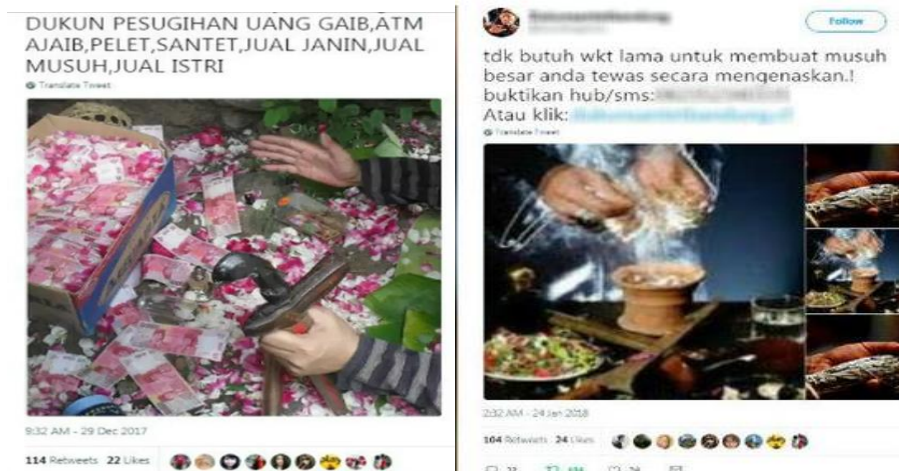 DUKUN PESUGIHAN UANG GAIB,ATM
AJAIB,PELET,SANTET,JUAL JANIN,JUAL
MUSUH,JUAL ISTRI
Translate Tweet
9:32 AM - 29 Dec 2017
114 Retweets 22 Likes
Follow
tdk butuh wkt lama untuk membuat musuh
besar anda tewas secara mengenaskan.!
buktikan hub/sms:
Atau klik:
Translate Tweet
2:32 AM - 24 Jan 2018
104 Retweets 24 Likes